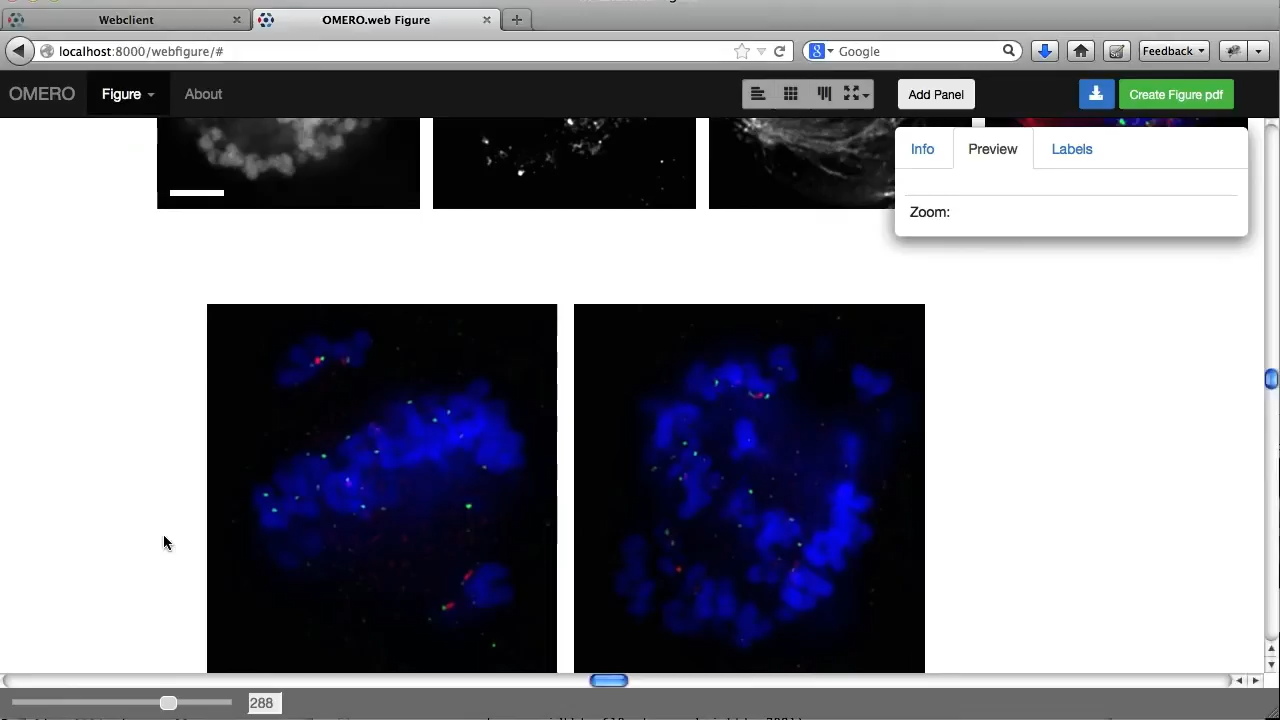 Webclient
OMERO.web Figure
localhost:8000/webfigure/#
Google
Feedback
OMERO
Figure
About
Add Panel
Create Figure pdf
Info
Preview
Labels
Zoom:
288